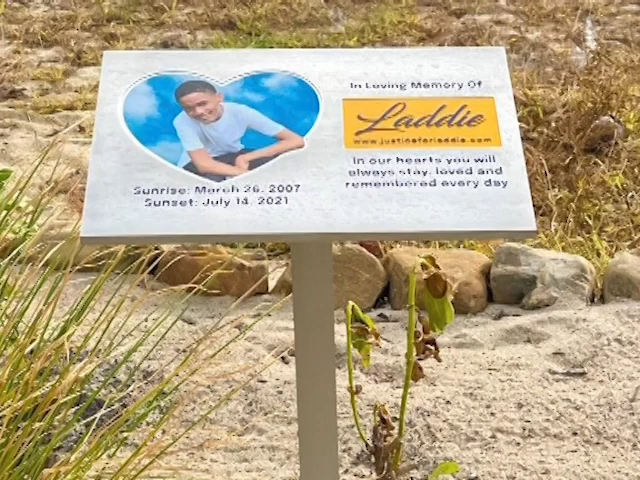 Sunrise: March 26, 2007
Sunset: July 14, 2021
In Loving Memory Of
Laddie
www.justiceforladdie.com
In our hearts you will
always stay, loved and
remembered every day